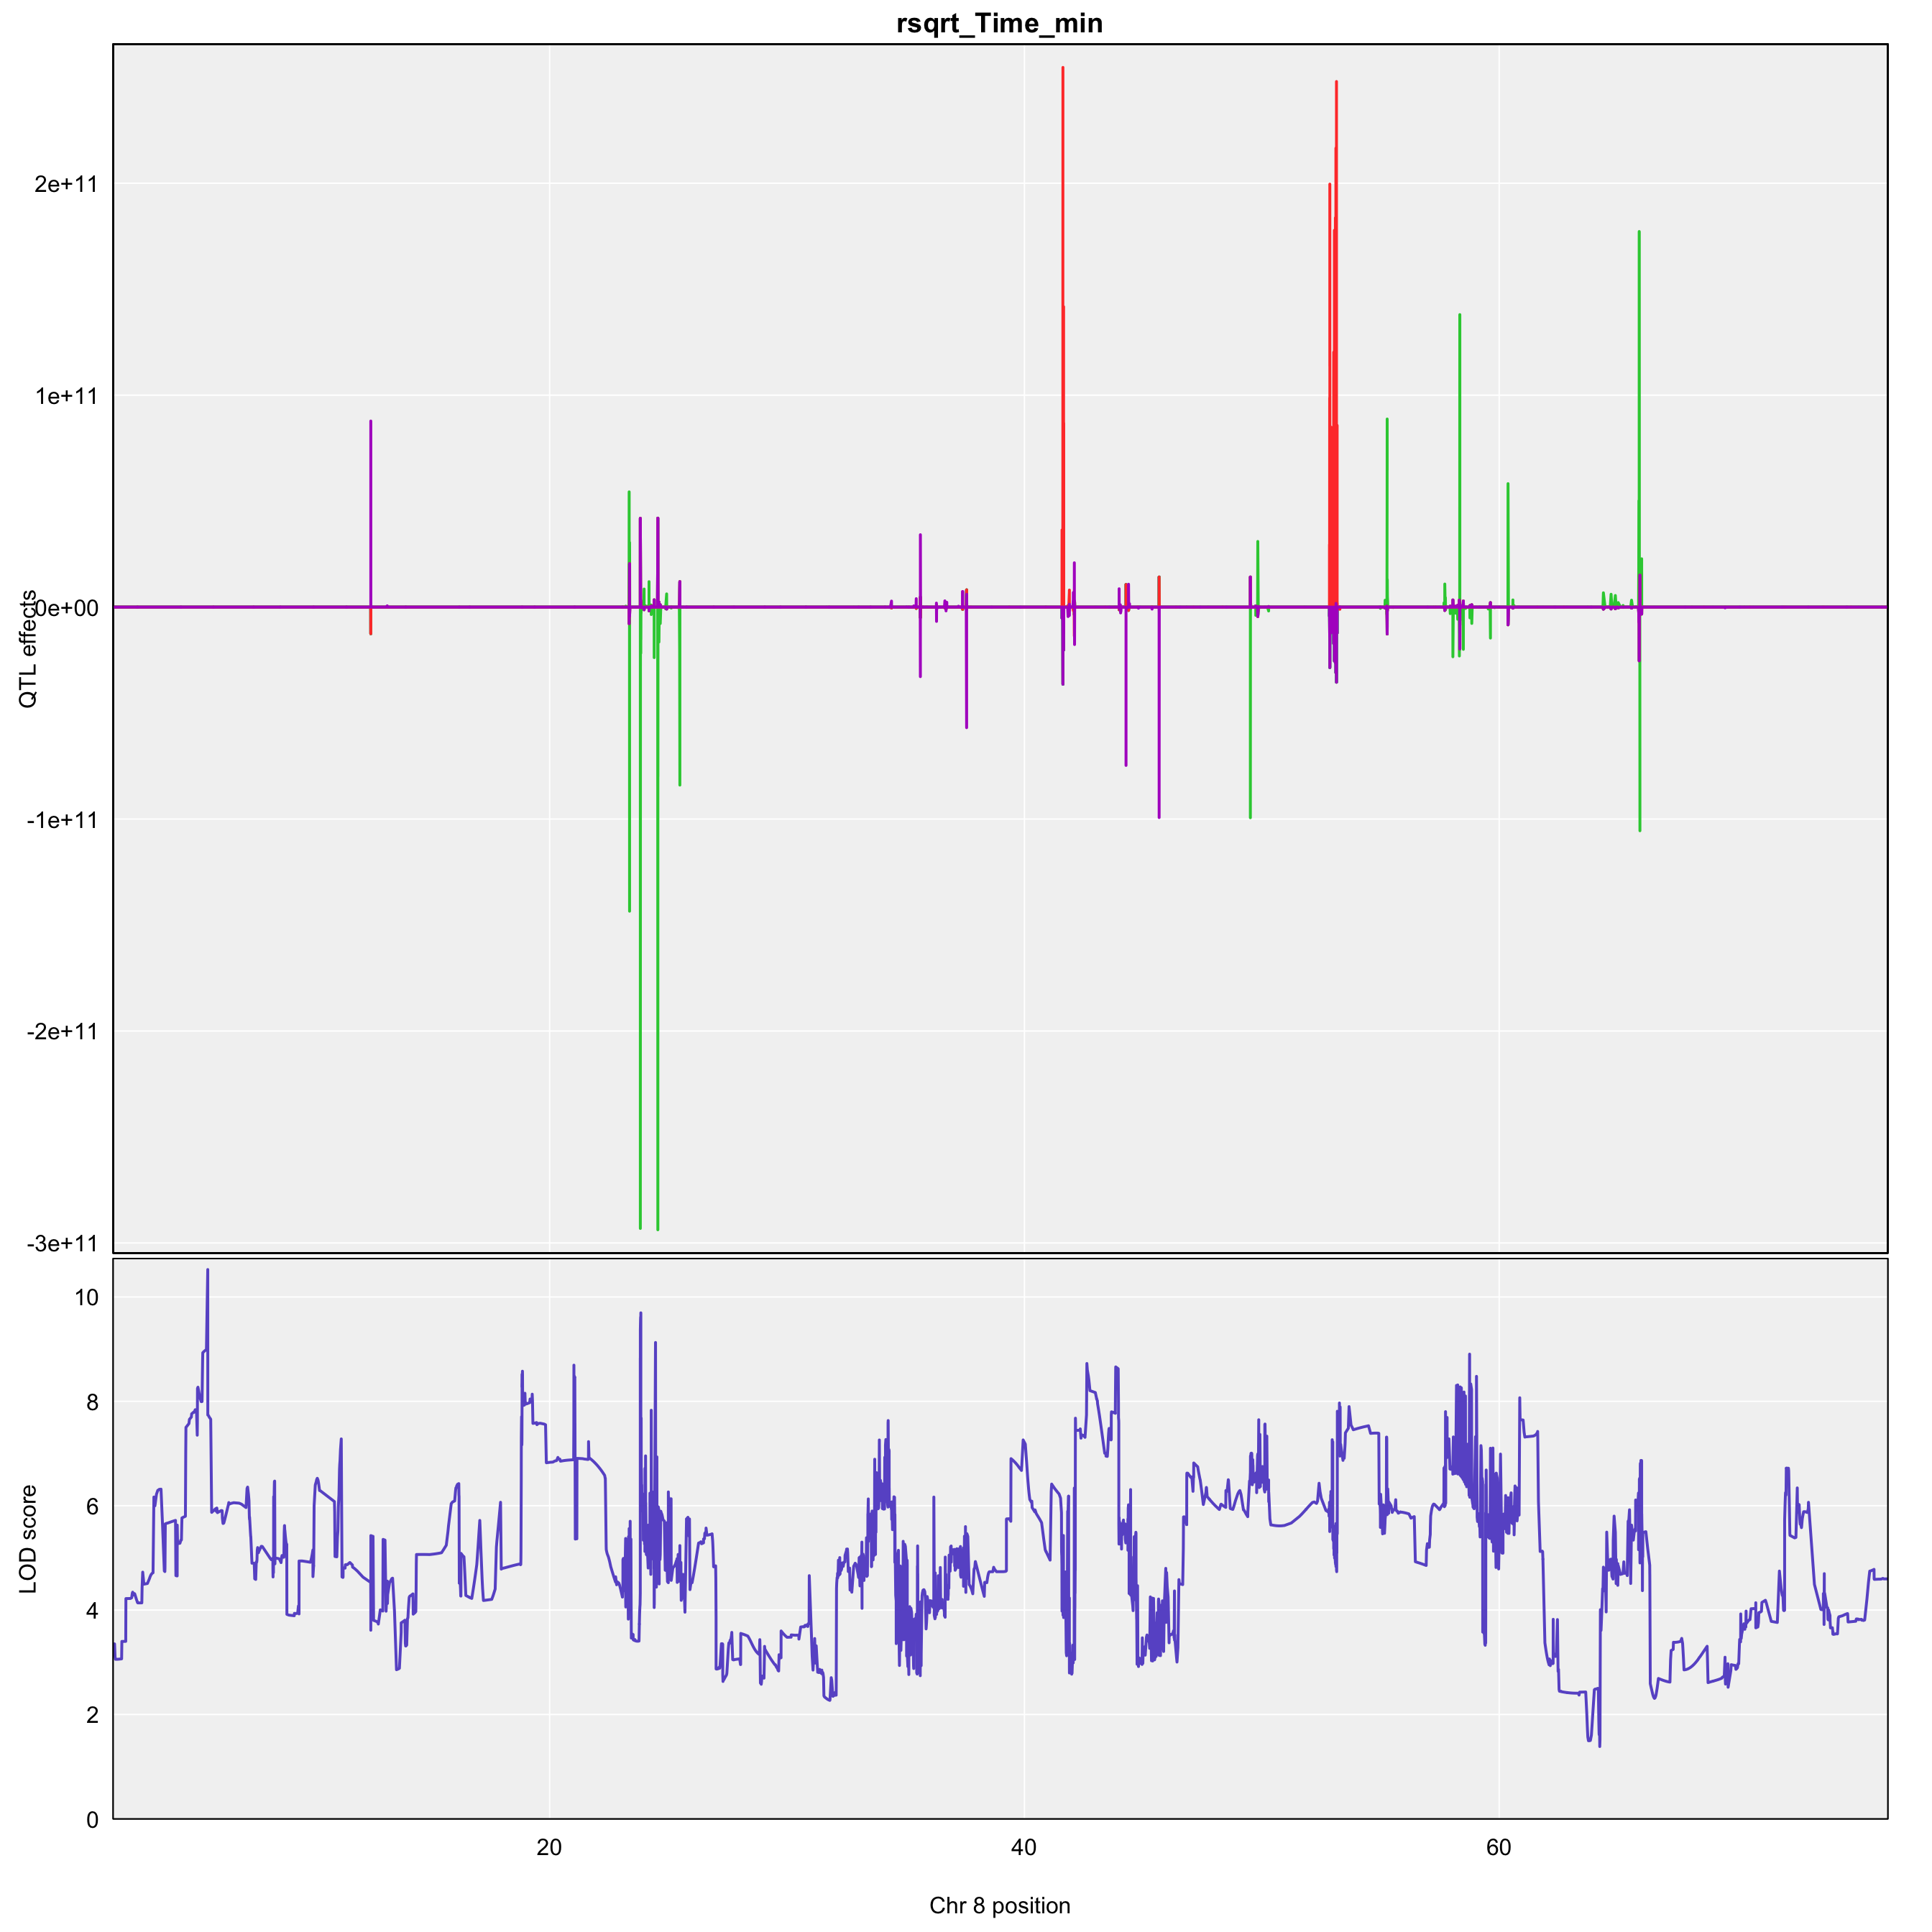 rsqrt_Time_min
2e+11
1e+11
0e+00
-1e+11
-2e+11
-3e+11
QTL effects
10
8
6
4
2
0
LOD score
20 40 60
Chr 8 position